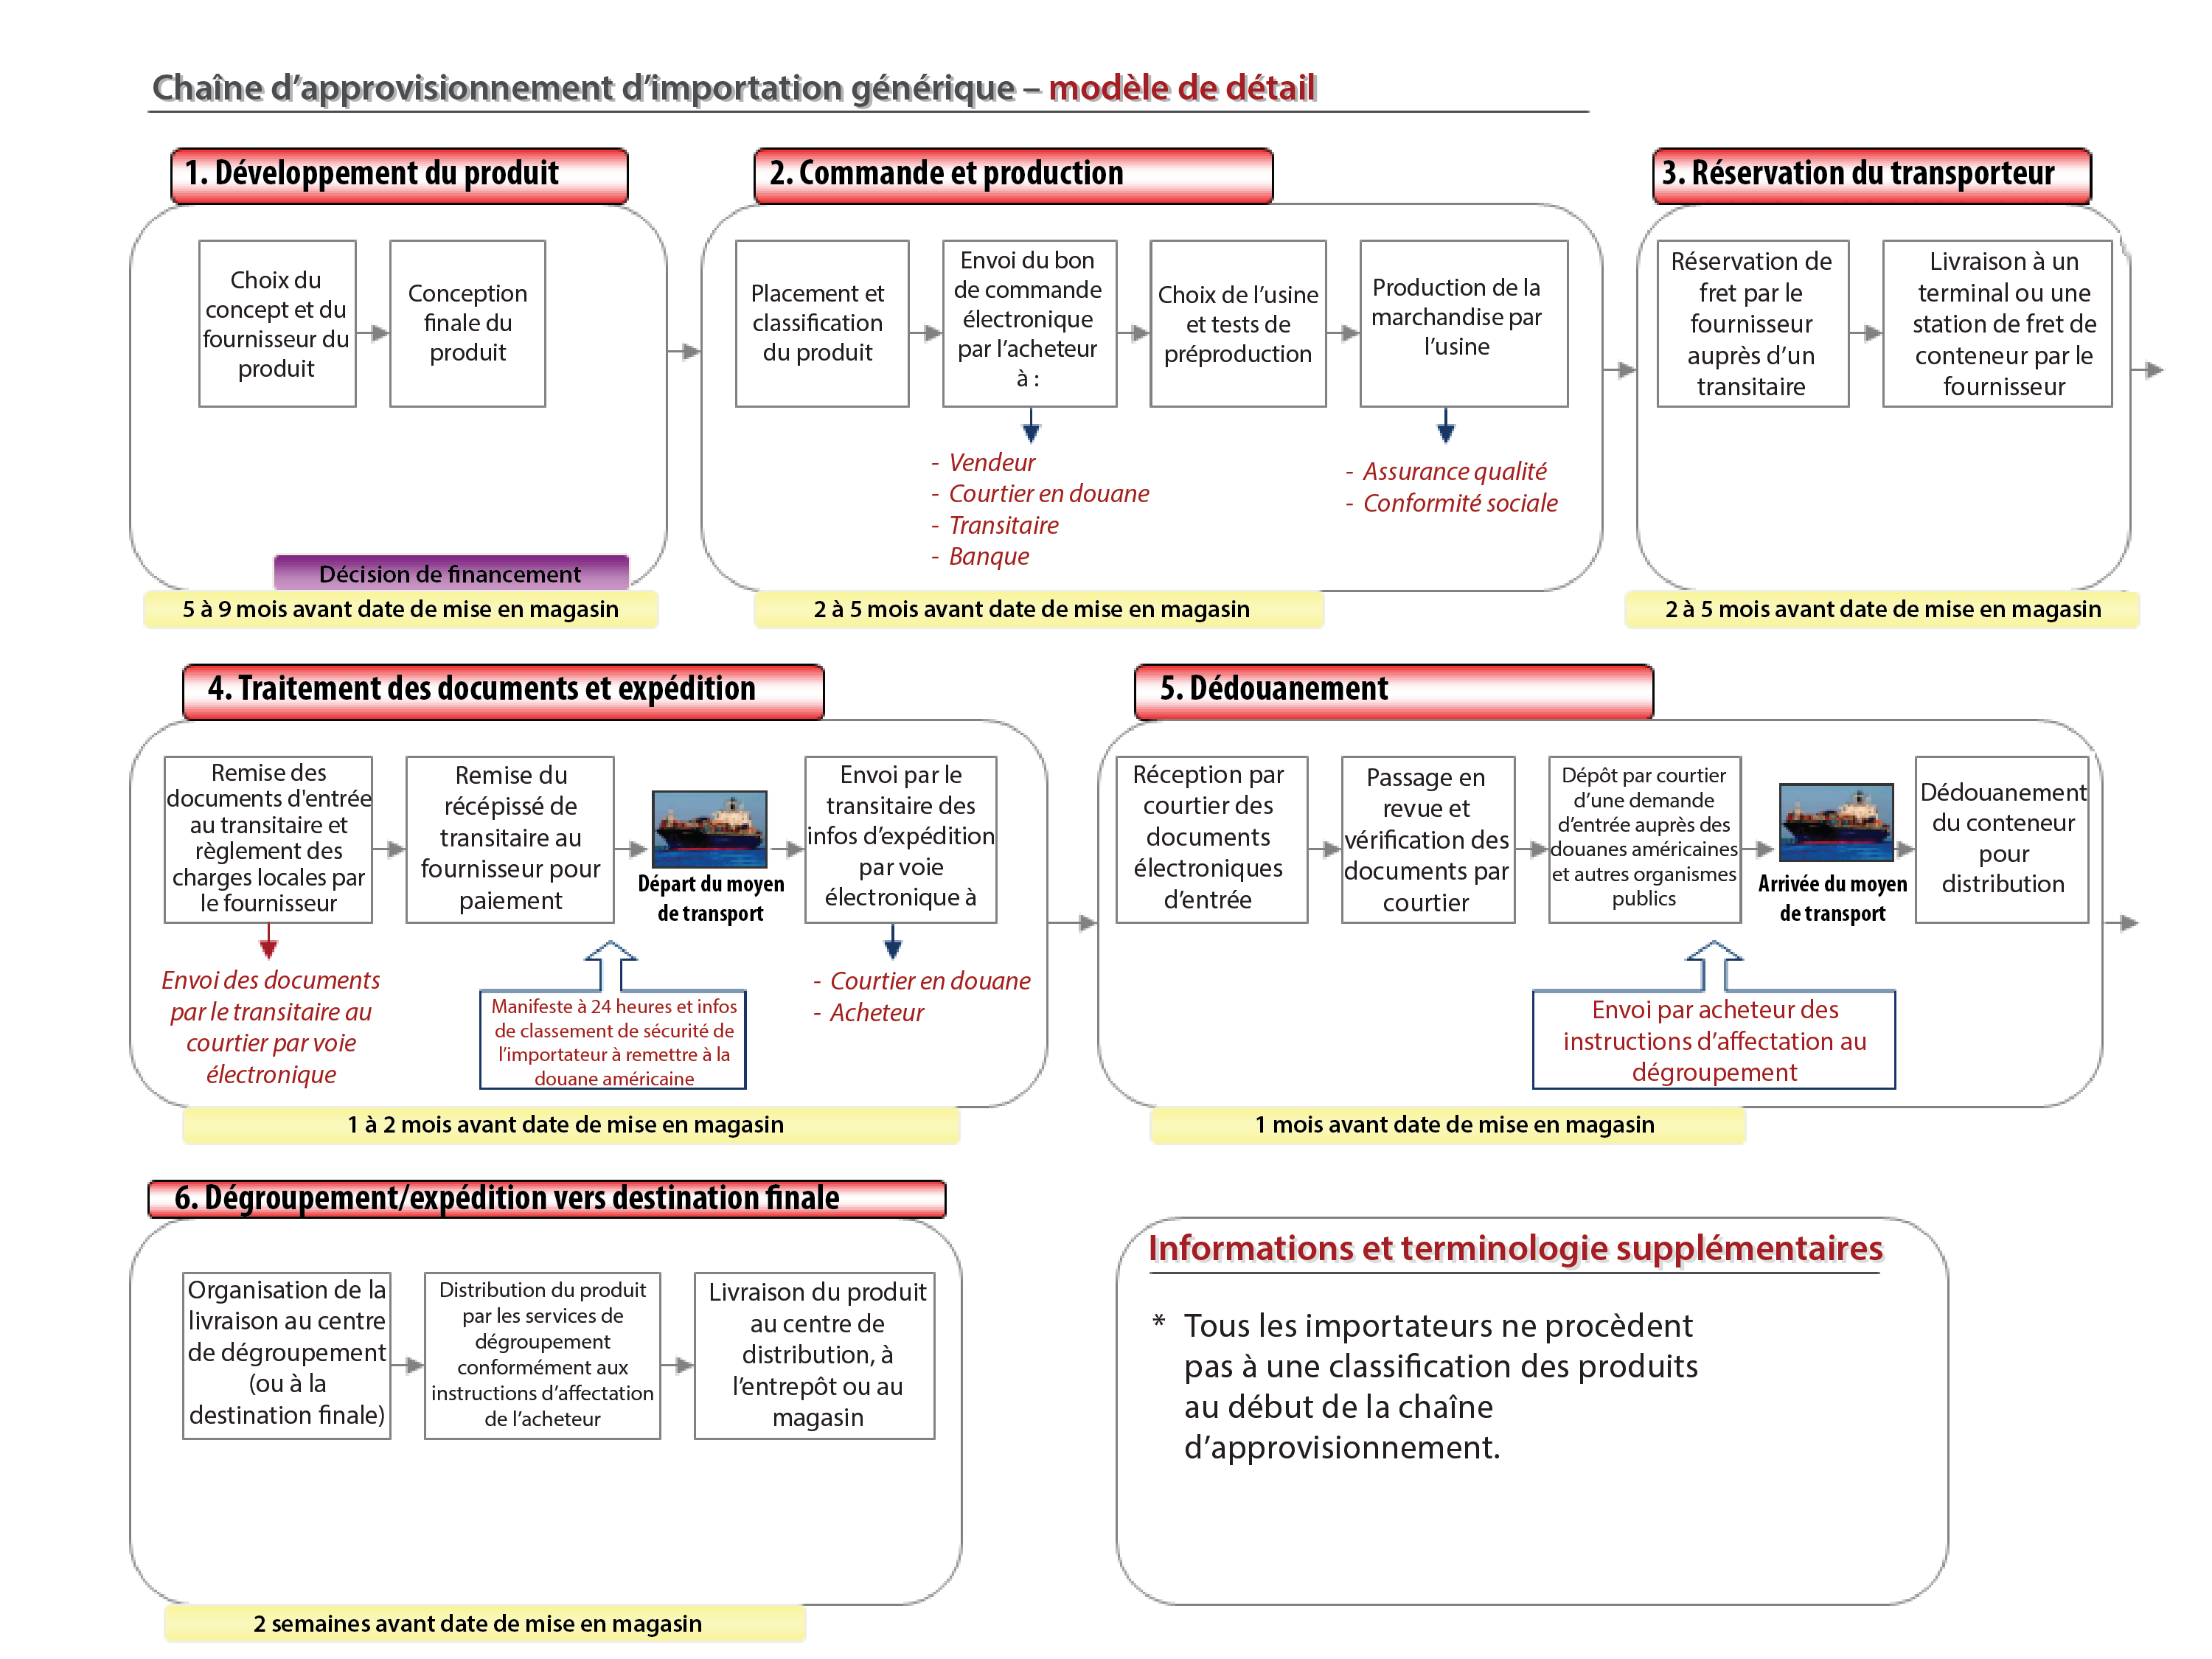 Chaîne d’approvisionnement d’importation générique – modèle de détail
1. Développement du produit
Choix du
concept et du
fournisseur du
produit
Conception
finale du
produit
Décision de financement
5 à 9 mois avant date de mise en magasin
2. Commande et production
Placement et
classification
du produit
Envoi du bon
de commande
électronique
par l’acheteur
à :
- Vendeur
- Courtier en douane
- Transitaire
- Banque
Choix de l’usine
et tests de
préproduction
Production de la
marchandise par
l’usine
- Assurance qualité
- Conformité sociale
2 à 5 mois avant date de mise en magasin
3. Réservation du transporteur
Réservation de
fret par le
fournisseur
auprès d’un
transitaire
Livraison à un
terminal ou une
station de fret de
conteneur par le
fournisseur
2 à 5 mois avant date de mise en magasin
4. Traitement des documents et expédition
Remise des
documents d'entrée
au transitaire et
règlement des
charges locales par
le fournisseur
Envoi des documents
par le transitaire au
courtier par voie
électronique
Remise du
récépissé de
transitaire au
fournisseur pour
paiement
Manifeste à 24 heures et infos
de classement de sécurité de
l’importateur à remettre à la
douane américaine
Départ du moyen
de transport
Envoi par le
transitaire des
infos d’expédition
par voie
électronique à
- Courtier en douane
- Acheteur
1 à 2 mois avant date de mise en magasin
5. Dédouanement
Réception par
courtier des
documents
électroniques
d’entrée
Passage en
revue et
vérification des
documents par
courtier
Dépôt par courtier
d’une demande
d’entrée auprès des
douanes américaines
et autres organismes
publics
Envoi par acheteur des
instructions d’affectation au
dégroupement
Arrivée du moyen
de transport
Dédouanement
du conteneur
pour
distribution
1 mois avant date de mise en magasin
6. Dégroupement/expédition vers destination finale
Organisation de la
livraison au centre
de dégroupement
(ou à la
destination finale)
Distribution du produit
par les services de
dégroupement
conformément aux
instructions d’affectation
de l’acheteur
Livraison du produit
au centre de
distribution, à
l’entrepôt ou au
magasin
2 semaines avant date de mise en magasin
Informations et terminologie supplémentaires
* Tous les importateurs ne procèdent
pas à une classification des produits
au début de la chaîne
d’approvisionnement.